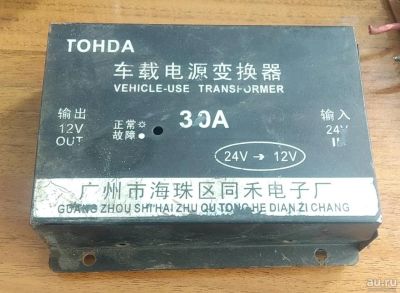 TOHDA
车载电源变换器
VEHICLE-USE TRANSFORMER
输出 正常☼ 30A 输入
12V 故障● 24V
OUT IN
24V→12V
广州市海珠区同禾电子厂
GUANG ZHOU SHI HAI ZHU QU TONG HE DIAN ZI CHANG
au.ru